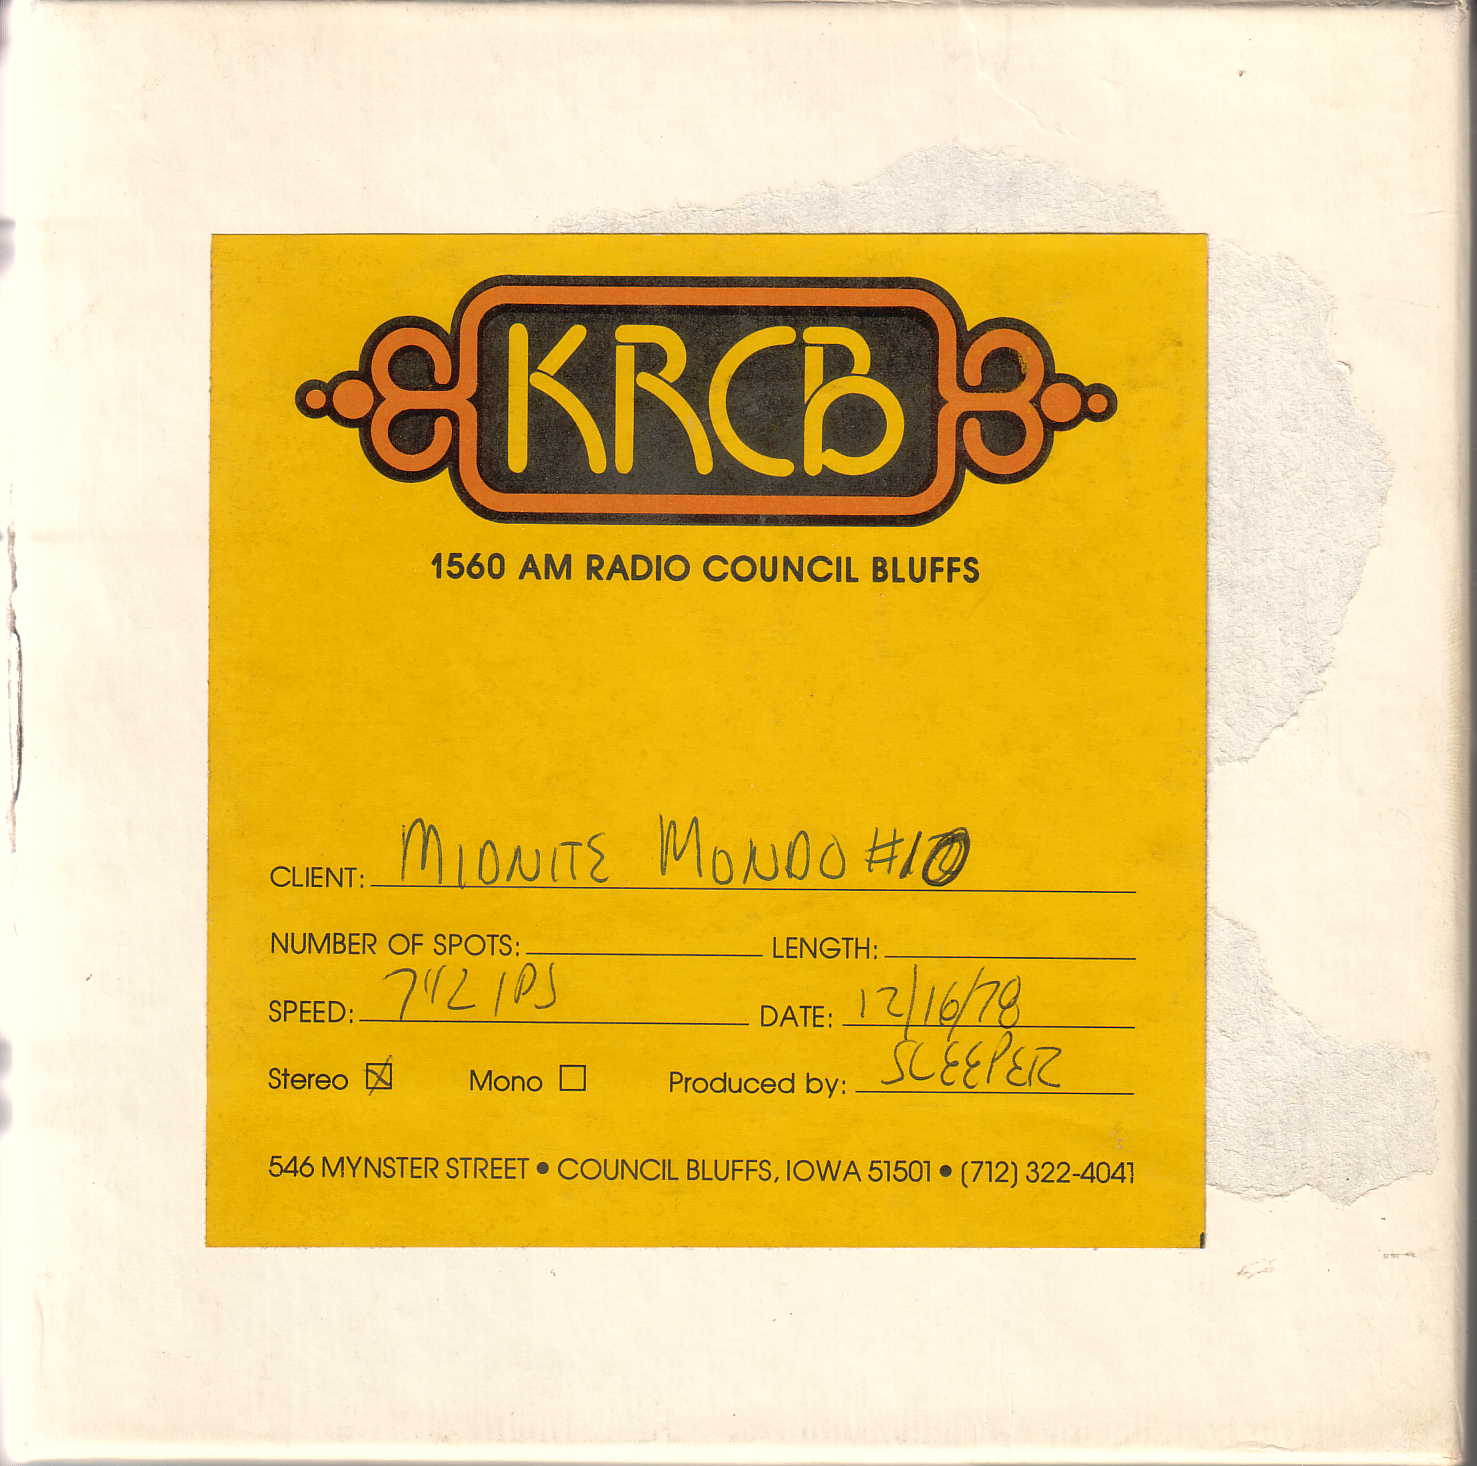 KRCB
1560 AM RADIO COUNCIL BLUFFS
CLIENT: MIDNITE MONDO #10
NUMBER OF SPOTS: LENGTH:
SPEED: 7 1/2 IPS DATE: 12/16/78
Stereo ☒ Mono ☐ Produced by: SLEEPER
546 MYNSTER STREET • COUNCIL BLUFFS, IOWA 51501 • (712) 322-4041